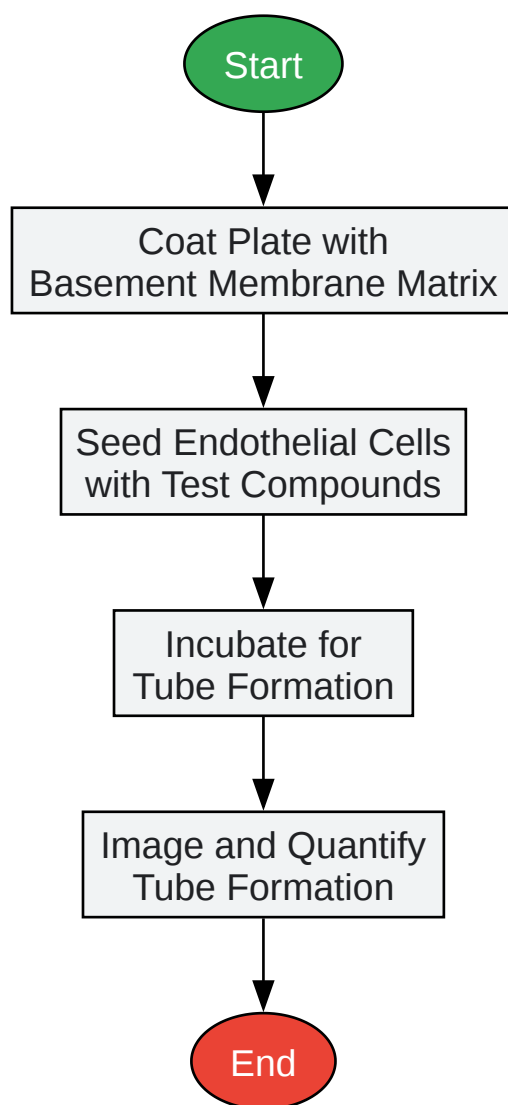 Start
Coat Plate with
Basement Membrane Matrix
Seed Endothelial Cells
with Test Compounds
Incubate for
Tube Formation
Image and Quantify
Tube Formation
End